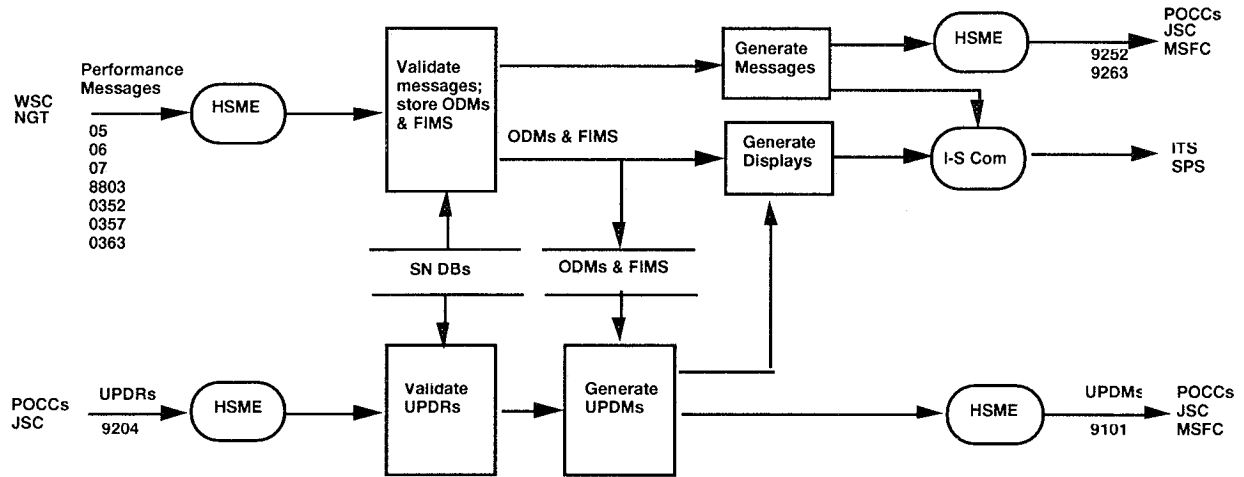 Performance
Messages
WSC
NGT
05
06
07
8803
0352
0357
0363
HSME
Validate
messages;
store ODMs
& FIMS
ODMs & FIMS
Generate
Messages
HSME
9252
9263
POCCs
JSC
MSFC
Generate
Displays
I-S Com
ITS
SPS
SN DBs
ODMs & FIMS
POCCs
JSC
UPDRs
9204
HSME
Validate
UPDRs
Generate
UPDMs
HSME
UPDMs
9101
POCCs
JSC
MSFC